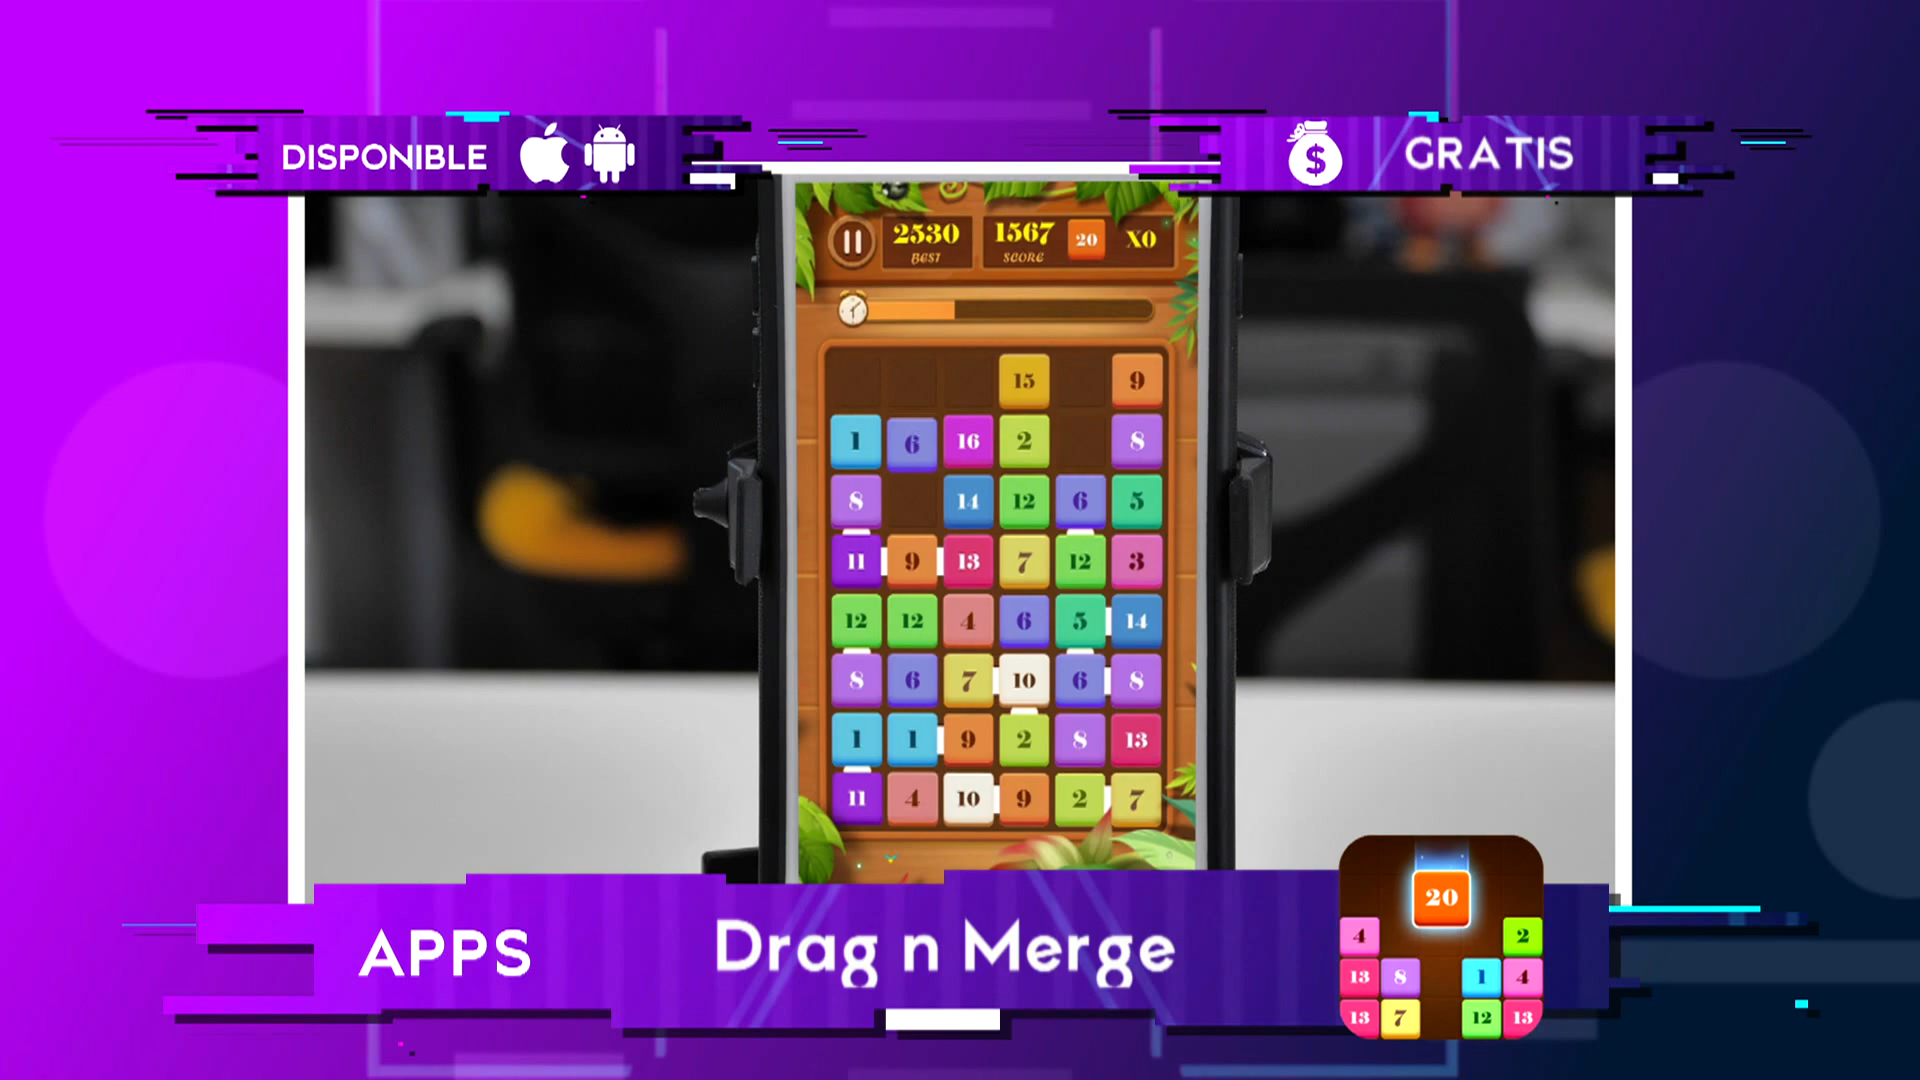 DISPONIBLE
$ GRATIS
2530 1567 20 X0
BEST SCORE
15 9
1 6 16 2 8
8 14 12 6 5
11 9 13 7 12 3
12 12 4 6 5 14
8 6 7 10 6 8
1 1 9 2 8 13
11 4 10 9 2 7
APPS Drag n Merge
20
4 2
13 8 1 4
13 7 12 13